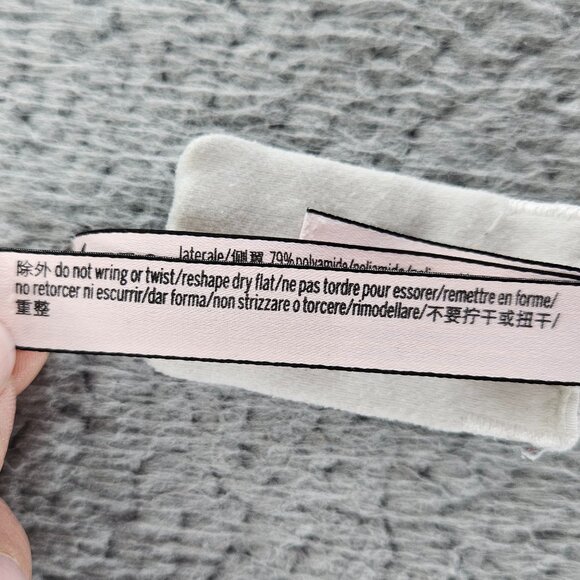 laterale/侧翼 79% polyamide/poliamida/
除外 do not wring or twist/reshape dry flat/ne pas tordre pour essorer/remettre en forme/
no retorcer ni escurrir/dar forma/non strizzare o torcere/rimodellare/不要拧干或扭干/
重整